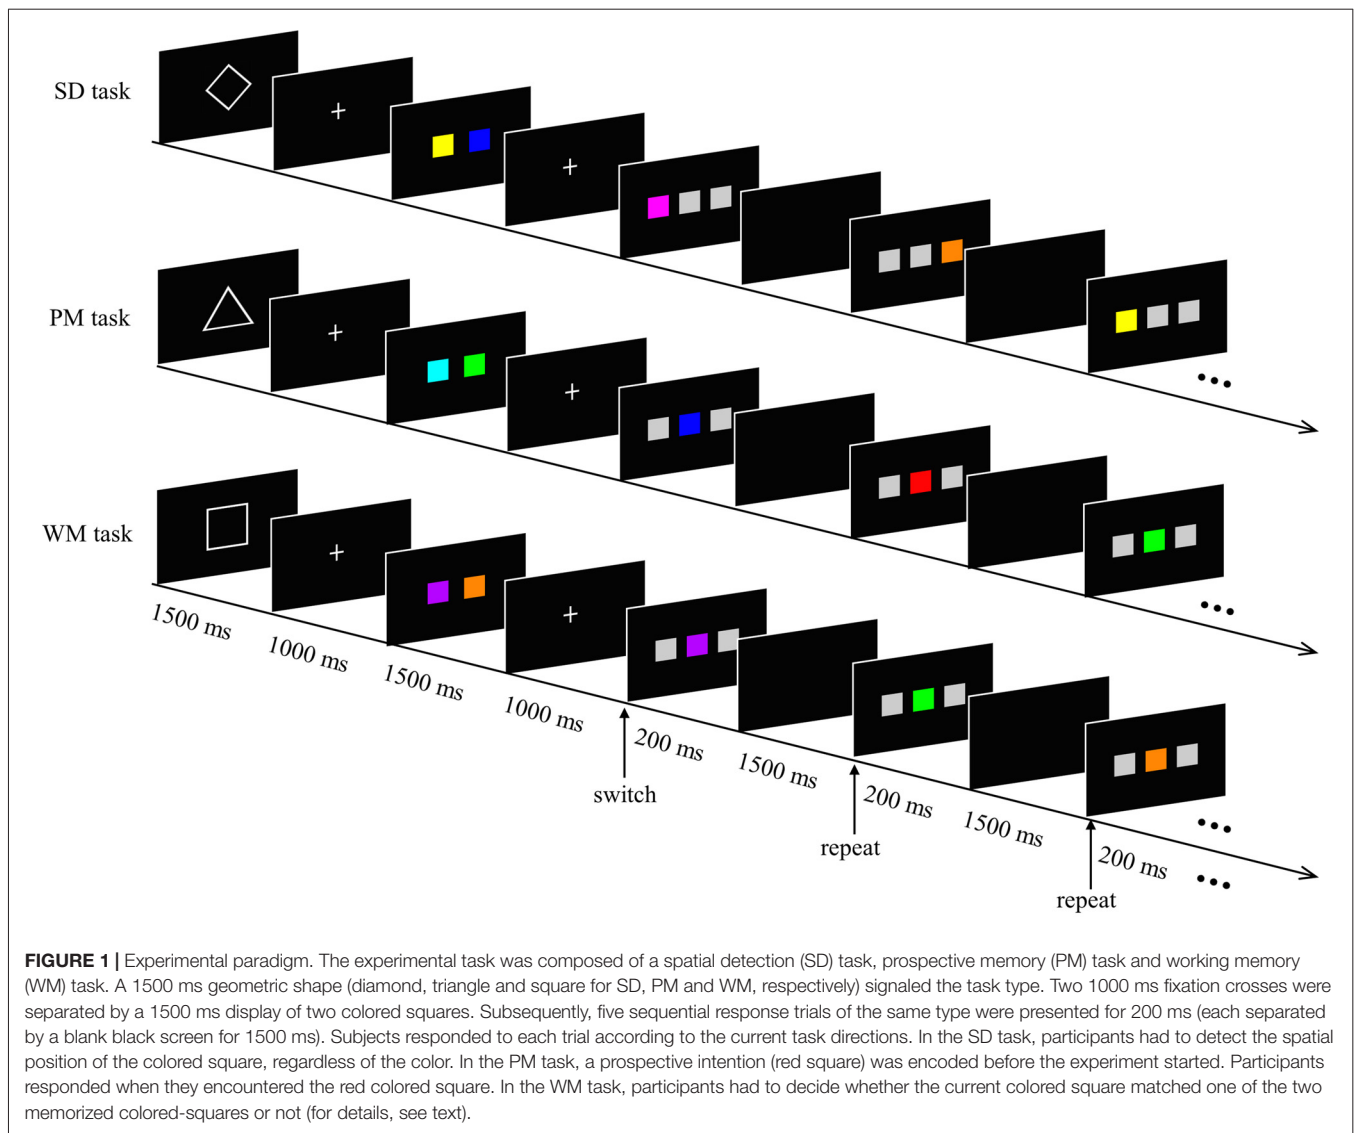 SD task
PM task
WM task
1500 ms
1000 ms
1500 ms
1000 ms
200 ms
1500 ms
200 ms
1500 ms
200 ms
switch
repeat
repeat
FIGURE 1 | Experimental paradigm. The experimental task was composed of a spatial detection (SD) task, prospective memory (PM) task and working memory
(WM) task. A 1500 ms geometric shape (diamond, triangle and square for SD, PM and WM, respectively) signaled the task type. Two 1000 ms fixation crosses were
separated by a 1500 ms display of two colored squares. Subsequently, five sequential response trials of the same type were presented for 200 ms (each separated
by a blank black screen for 1500 ms). Subjects responded to each trial according to the current task directions. In the SD task, participants had to detect the spatial
position of the colored square, regardless of the color. In the PM task, a prospective intention (red square) was encoded before the experiment started. Participants
responded when they encountered the red colored square. In the WM task, participants had to decide whether the current colored square matched one of the two
memorized colored-squares or not (for details, see text).